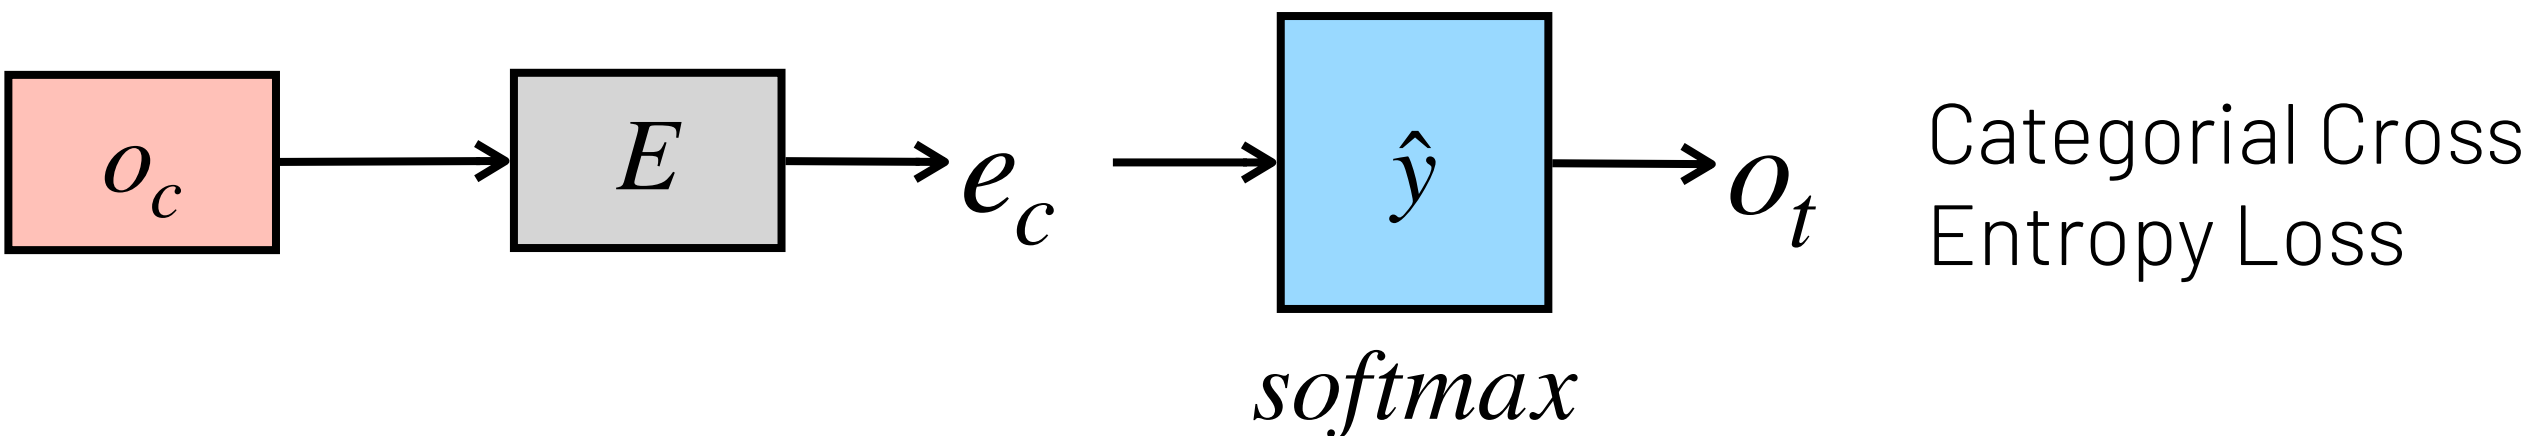 o_c
E
e_c
ŷ
o_t
Categorial Cross
Entropy Loss
softmax